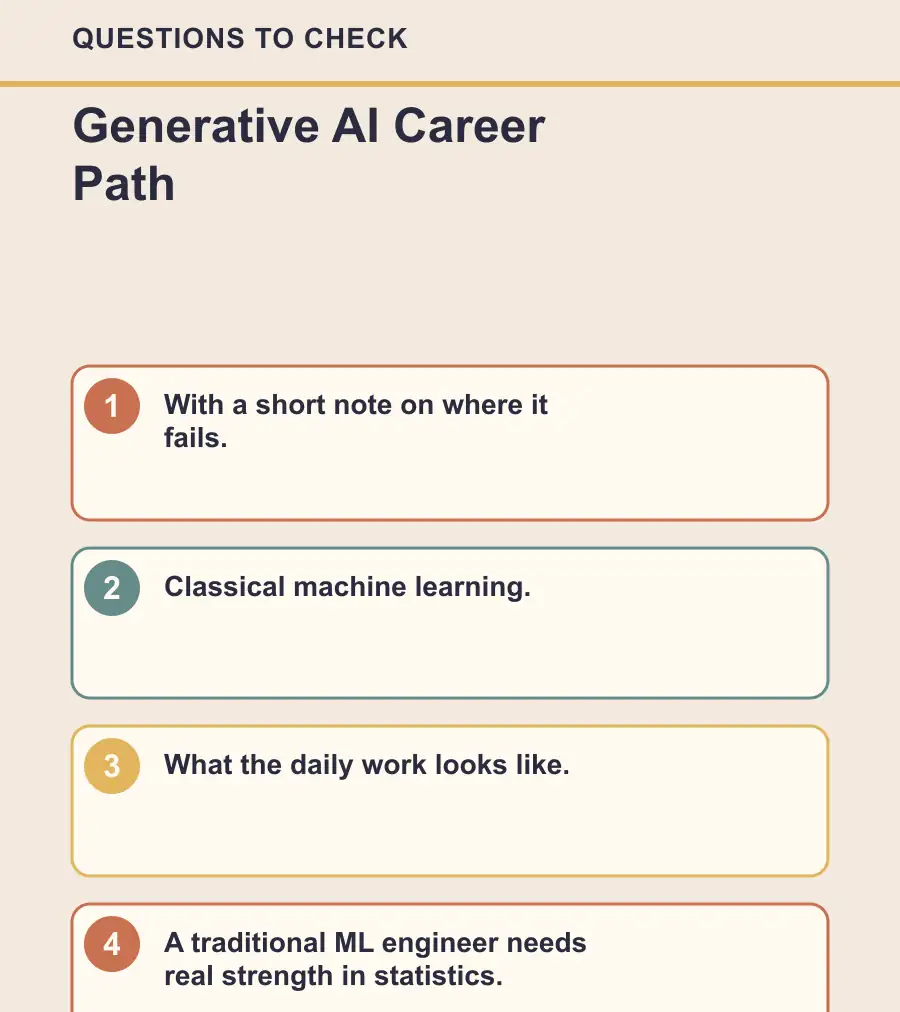 QUESTIONS TO CHECK
Generative AI Career
Path
1
With a short note on where it
fails.
2
Classical machine learning.
3
What the daily work looks like.
4
A traditional ML engineer needs
real strength in statistics.